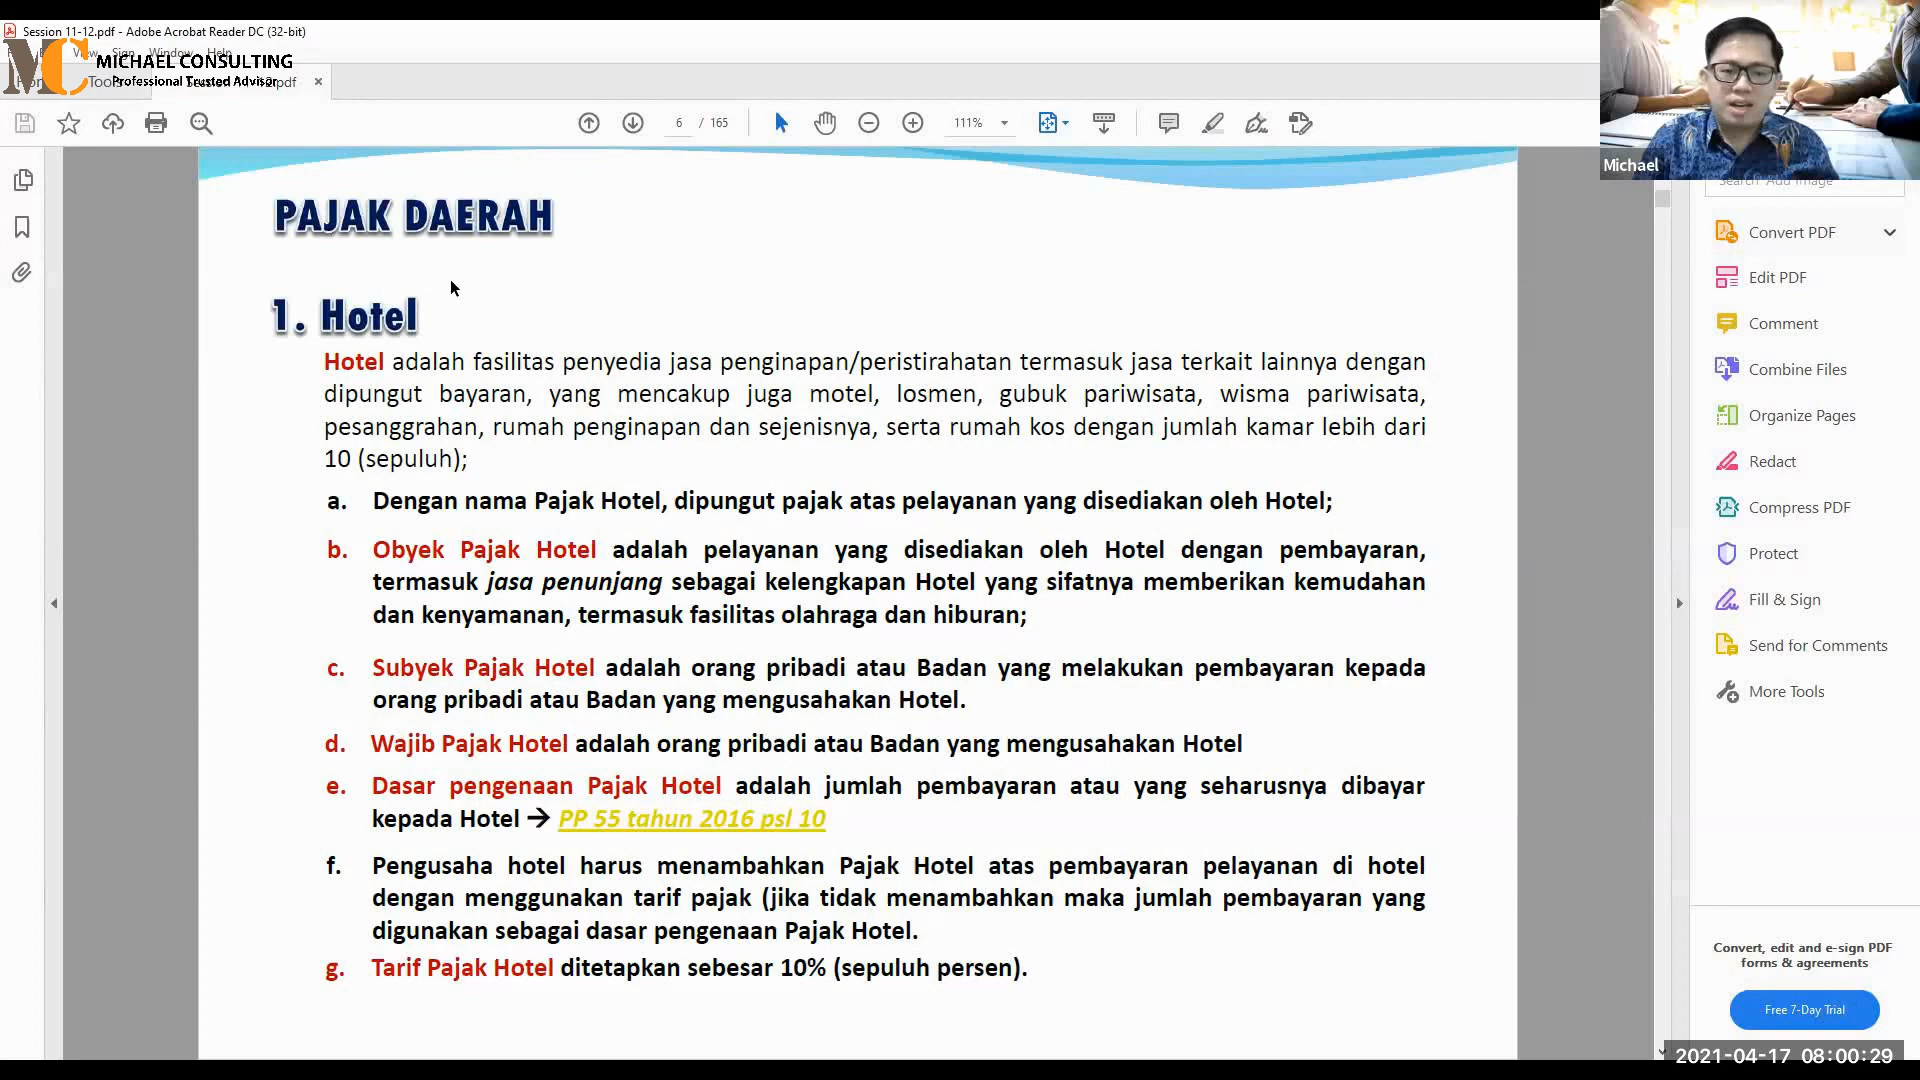 Session 11-12.pdf - Adobe Acrobat Reader DC (32-bit)
View Sign Window Help
MC MICHAEL CONSULTING
Professional Trusted Advisor
Tools
6 / 165
111%
Michael
Search 'Add Image'
PAJAK DAERAH
1. Hotel
Hotel adalah fasilitas penyedia jasa penginapan/peristirahatan termasuk jasa terkait lainnya dengan
dipungut bayaran, yang mencakup juga motel, losmen, gubuk pariwisata, wisma pariwisata,
pesanggrahan, rumah penginapan dan sejenisnya, serta rumah kos dengan jumlah kamar lebih dari
10 (sepuluh);
a. Dengan nama Pajak Hotel, dipungut pajak atas pelayanan yang disediakan oleh Hotel;
b. Obyek Pajak Hotel adalah pelayanan yang disediakan oleh Hotel dengan pembayaran,
termasuk jasa penunjang sebagai kelengkapan Hotel yang sifatnya memberikan kemudahan
dan kenyamanan, termasuk fasilitas olahraga dan hiburan;
c. Subyek Pajak Hotel adalah orang pribadi atau Badan yang melakukan pembayaran kepada
orang pribadi atau Badan yang mengusahakan Hotel.
d. Wajib Pajak Hotel adalah orang pribadi atau Badan yang mengusahakan Hotel
e. Dasar pengenaan Pajak Hotel adalah jumlah pembayaran atau yang seharusnya dibayar
kepada Hotel → PP 55 tahun 2016 psl 10
f. Pengusaha hotel harus menambahkan Pajak Hotel atas pembayaran pelayanan di hotel
dengan menggunakan tarif pajak (jika tidak menambahkan maka jumlah pembayaran yang
digunakan sebagai dasar pengenaan Pajak Hotel.
g. Tarif Pajak Hotel ditetapkan sebesar 10% (sepuluh persen).
Convert PDF
Edit PDF
Comment
Combine Files
Organize Pages
Redact
Compress PDF
Protect
Fill & Sign
Send for Comments
More Tools
Convert, edit and e-sign PDF
forms & agreements
Free 7-Day Trial
2021-04-17 08:00:29